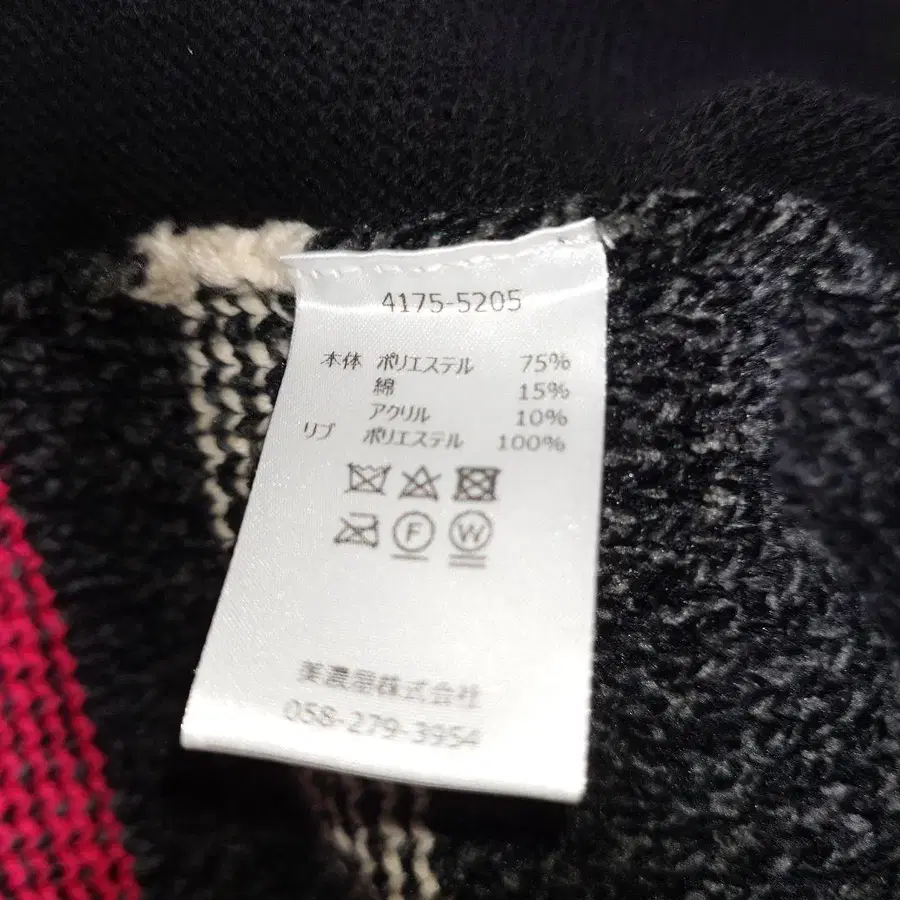 4175-5205
本体 ポリエステル 75%
綿 15%
アクリル 10%
リブ ポリエステル 100%
F W
美濃屋株式会社
058-279-3954